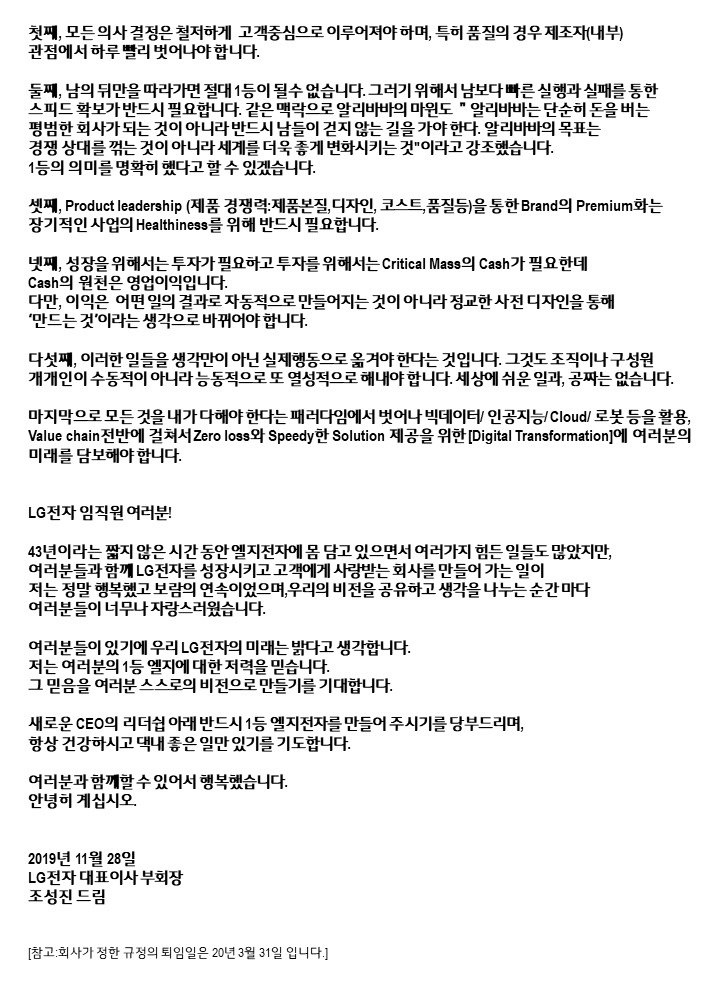 첫째, 모든 의사 결정은 철저하게 고객중심으로 이루어져야 하며, 특히 품질의 경우 제조자(내부)
관점에서 하루 빨리 벗어나야 합니다.
둘째, 남의 뒤만을 따라가면 절대 1등이 될수 없습니다. 그러기 위해서 남보다 빠른 실행과 실패를 통한
스피드 확보가 반드시 필요합니다. 같은 맥락으로 알리바바의 마윈도 " 알리바바는 단순히 돈을 버는
평범한 회사가 되는 것이 아니라 반드시 남들이 걷지 않는 길을 가야 한다. 알리바바의 목표는
경쟁 상대를 꺾는 것이 아니라 세계를 더욱 좋게 변화시키는 것"이라고 강조했습니다.
1등의 의미를 명확히 했다고 할 수 있겠습니다.
셋째, Product leadership (제품 경쟁력:제품본질,디자인, 코스트,품질등)을 통한 Brand의 Premium화는
장기적인 사업의 Healthiness를 위해 반드시 필요합니다.
넷째, 성장을 위해서는 투자가 필요하고 투자를 위해서는 Critical Mass의 Cash가 필요한데
Cash의 원천은 영업이익입니다.
다만, 이익은 어떤 일의 결과로 자동적으로 만들어지는 것이 아니라 정교한 사전 디자인을 통해
‘만드는 것’이라는 생각으로 바뀌어야 합니다.
다섯째, 이러한 일들을 생각만이 아닌 실제행동으로 옮겨야 한다는 것입니다. 그것도 조직이나 구성원
개개인이 수동적이 아니라 능동적으로 또 열성적으로 해내야 합니다. 세상에 쉬운 일과, 공짜는 없습니다.
마지막으로 모든 것을 내가 다해야 한다는 패러다임에서 벗어나 빅데이터/ 인공지능/ Cloud/ 로봇 등을 활용,
Value chain전반에 걸쳐서 Zero loss와 Speedy한 Solution 제공을 위한 [Digital Transformation]에 여러분의
미래를 담보해야 합니다.
LG전자 임직원 여러분!
43년이라는 짧지 않은 시간 동안 엘지전자에 몸 담고 있으면서 여러가지 힘든 일들도 많았지만,
여러분들과 함께 LG전자를 성장시키고 고객에게 사랑받는 회사를 만들어 가는 일이
저는 정말 행복했고 보람의 연속이었으며,우리의 비전을 공유하고 생각을 나누는 순간 마다
여러분들이 너무나 자랑스러웠습니다.
여러분들이 있기에 우리 LG전자의 미래는 밝다고 생각합니다.
저는 여러분의 1등 엘지에 대한 저력을 믿습니다.
그 믿음을 여러분 스스로의 비전으로 만들기를 기대합니다.
새로운 CEO의 리더쉽 아래 반드시 1등 엘지전자를 만들어 주시기를 당부드리며,
항상 건강하시고 댁내 좋은 일만 있기를 기도합니다.
여러분과 함께할 수 있어서 행복했습니다.
안녕히 계십시오.
2019년 11월 28일
LG전자 대표이사 부회장
조성진 드림
[참고:회사가 정한 규정의 퇴임일은 20년 3월 31일 입니다.]